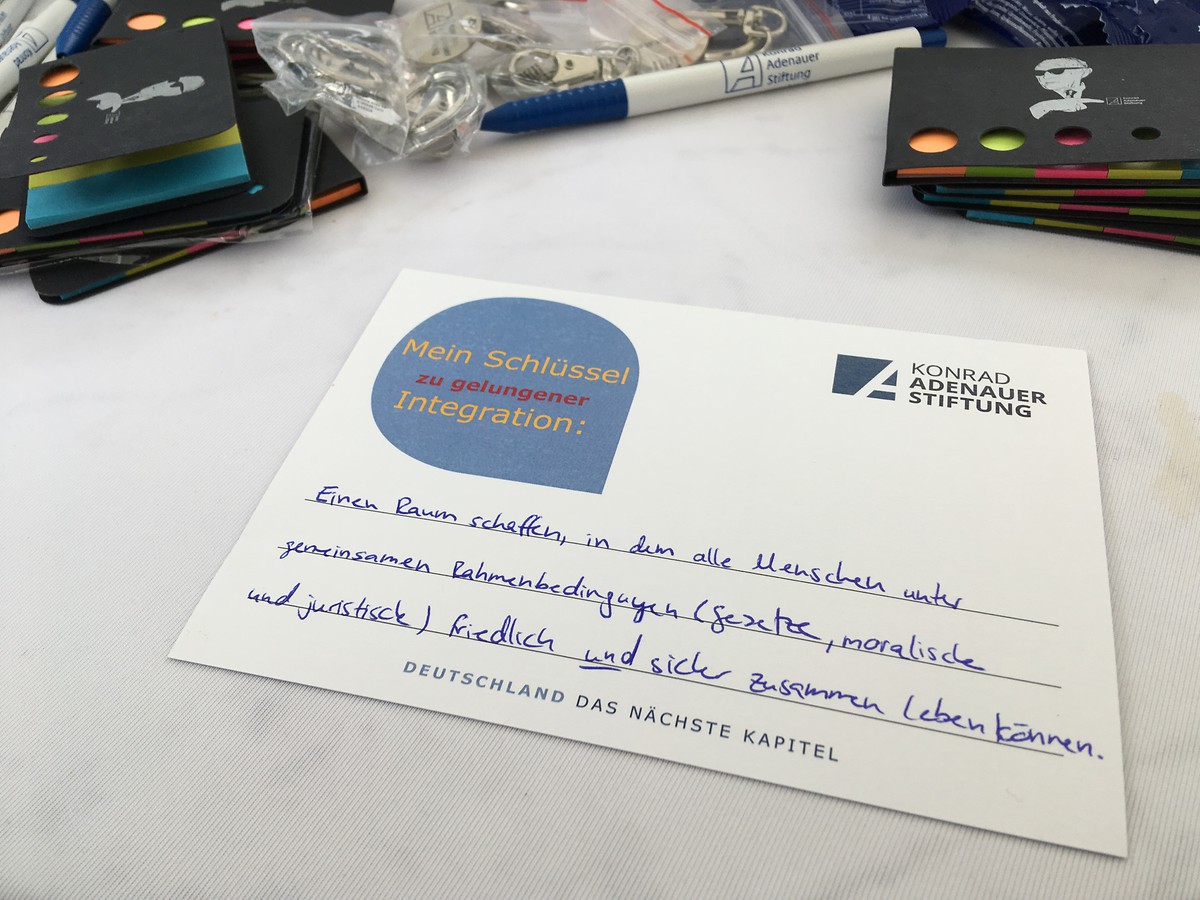 Konrad
Adenauer
Stiftung
Mein Schlüssel
zu gelungener
Integration:
KONRAD
ADENAUER
STIFTUNG
Einen Raum schaffen, in dem alle Menschen unter
gemeinsamen Rahmenbedingungen (Gesetze, moralische
und juristische) friedlich und sicher zusammen leben können.
DEUTSCHLAND DAS NÄCHSTE KAPITEL